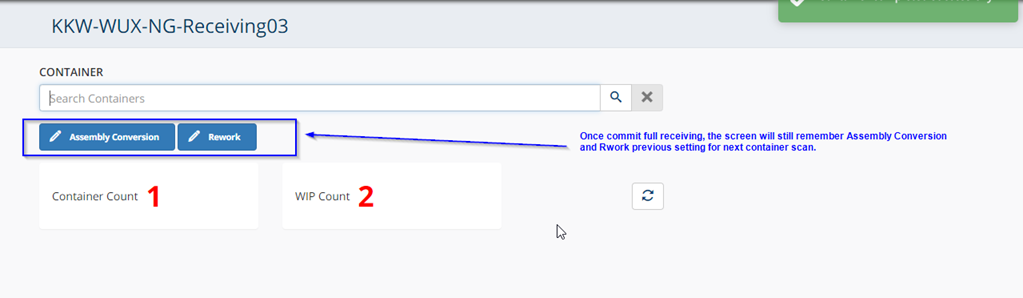 KKW-WUX-NG-Receiving03
CONTAINER
Search Containers
Assembly Conversion
Rework
Once commit full receiving, the screen will still remember Assembly Conversion
and Rwork previous setting for next container scan.
Container Count 1
WIP Count 2